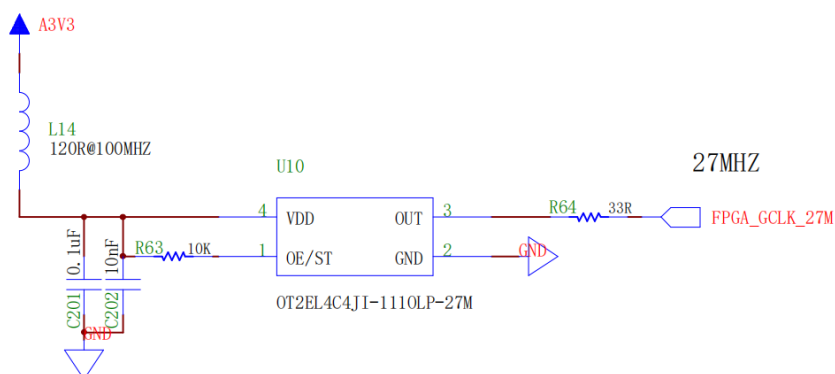 A3V3
L14
120R@100MHZ
U10
27MHZ
4
VDD
OUT
3
R64
33R
FPGA_GCLK_27M
R63
10K
1
OE/ST
GND
2
GND
C201
0.1uF
C202
10nF
OT2EL4C4JI-111OLP-27M
GND